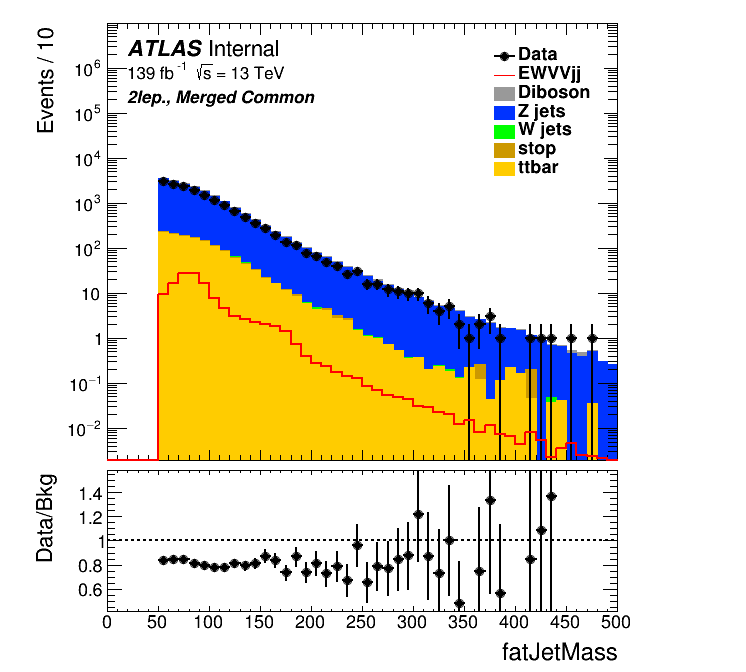 ATLAS Internal
139 fb⁻¹ √s = 13 TeV
2lep., Merged Common
Data
EWVVjj
Diboson
Z jets
W jets
stop
ttbar
Events / 10
10⁶
10⁵
10⁴
10³
10²
10
1
10⁻¹
10⁻²
Data/Bkg
1.4
1.2
1
0.8
0.6
0 50 100 150 200 250 300 350 400 450 500
fatJetMass